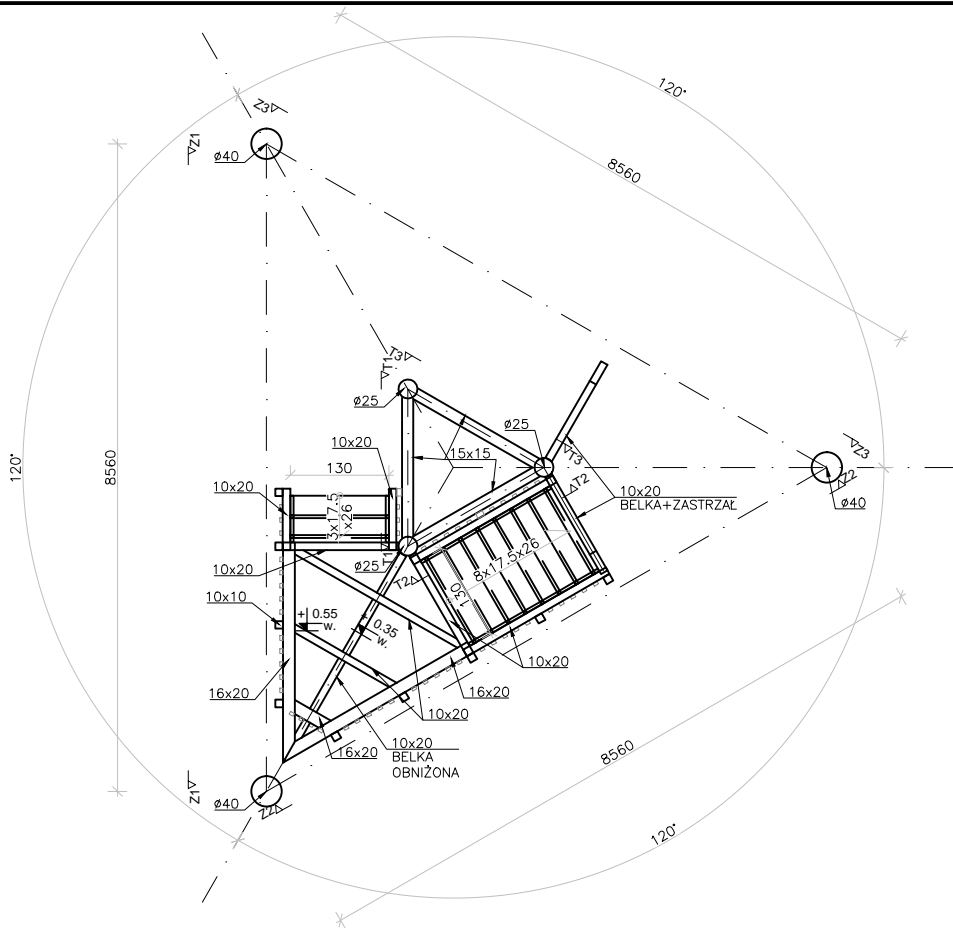 120°
Z3
Z1
ø40
8560
T3
T1
ø25
ø25
10x20
15x15
130
10x20
3x17.5
x26
T3
T2
Z3
Z2
ø40
10x20
BELKA+ZASTRZAŁ
120°
8560
T1
ø25
8x17.5x26
130
T2
10x20
10x10
+ 0.55
w.
+ 0.35
w.
10x20
16x20
16x20
10x20
16x20
10x20
BELKA
OBNIŻONA
8560
Z1
ø40
Z2
120°